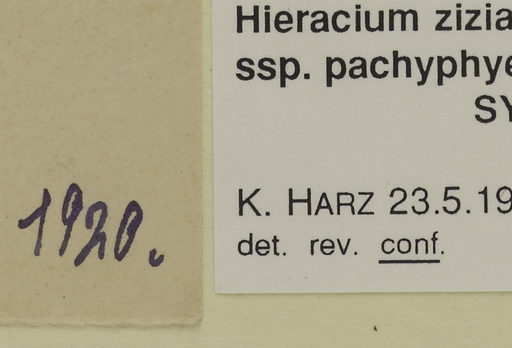 Hieracium zizia
ssp. pachyphye
SY
K. HARZ 23.5.19
det. rev. conf.
1920.